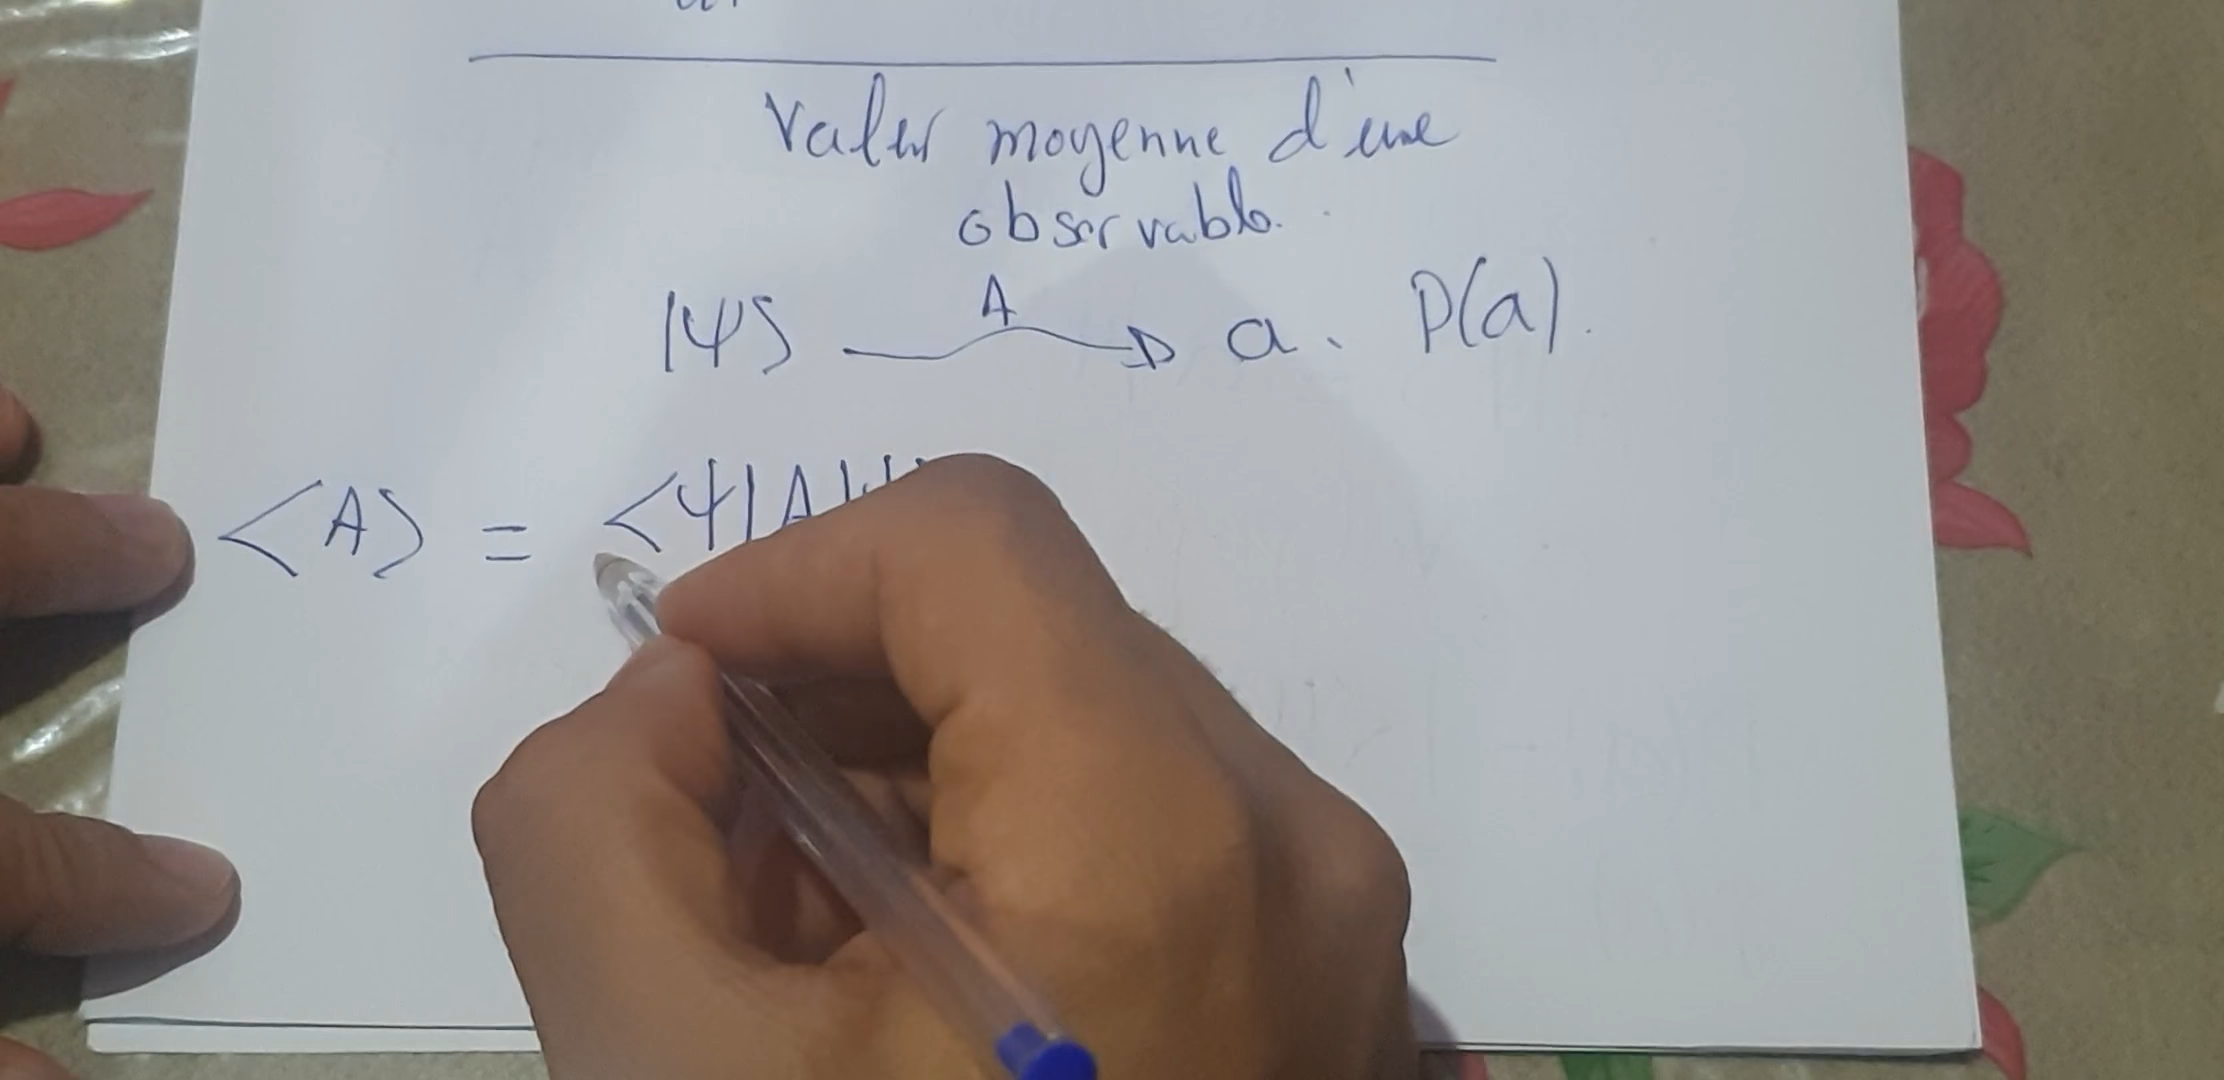 Valeur moyenne d'une
observable.
|Ψ> A a. P(a).
<A> = <Ψ|A|